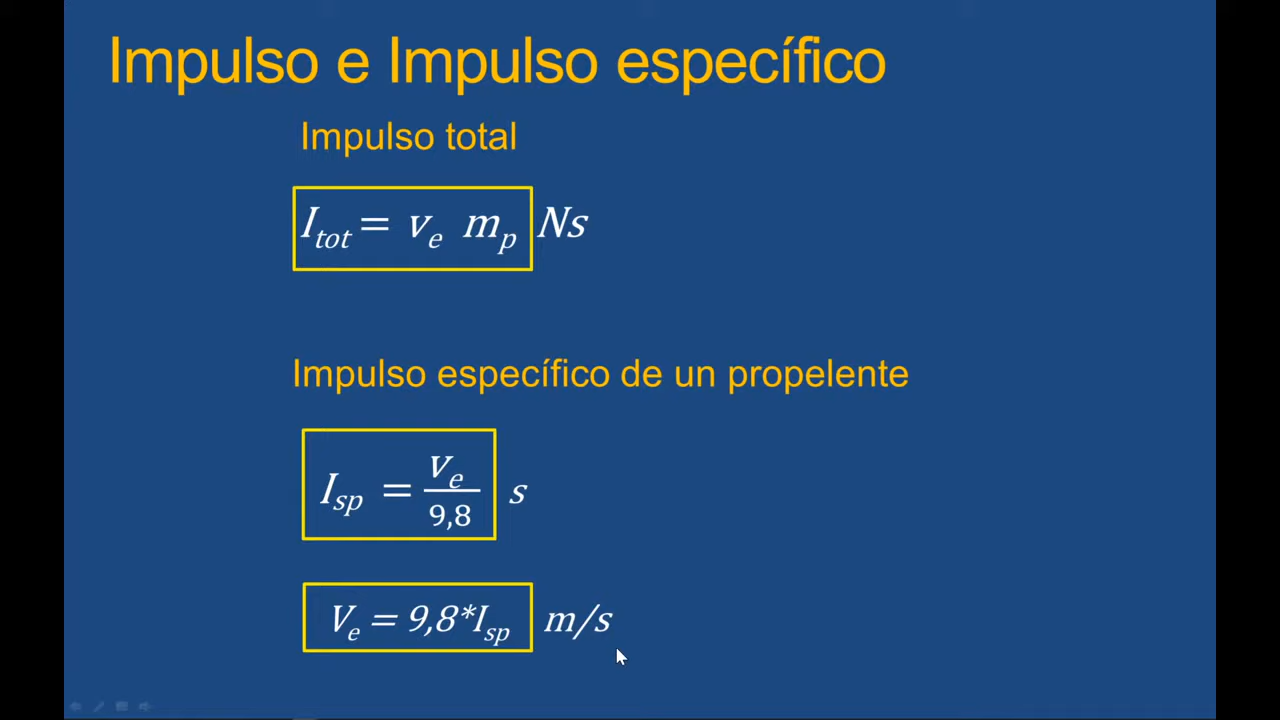 Impulso e Impulso específico
Impulso total
I_tot = v_e m_p Ns
Impulso específico de un propelente
I_sp = v_e / 9,8 s
V_e = 9,8*I_sp m/s